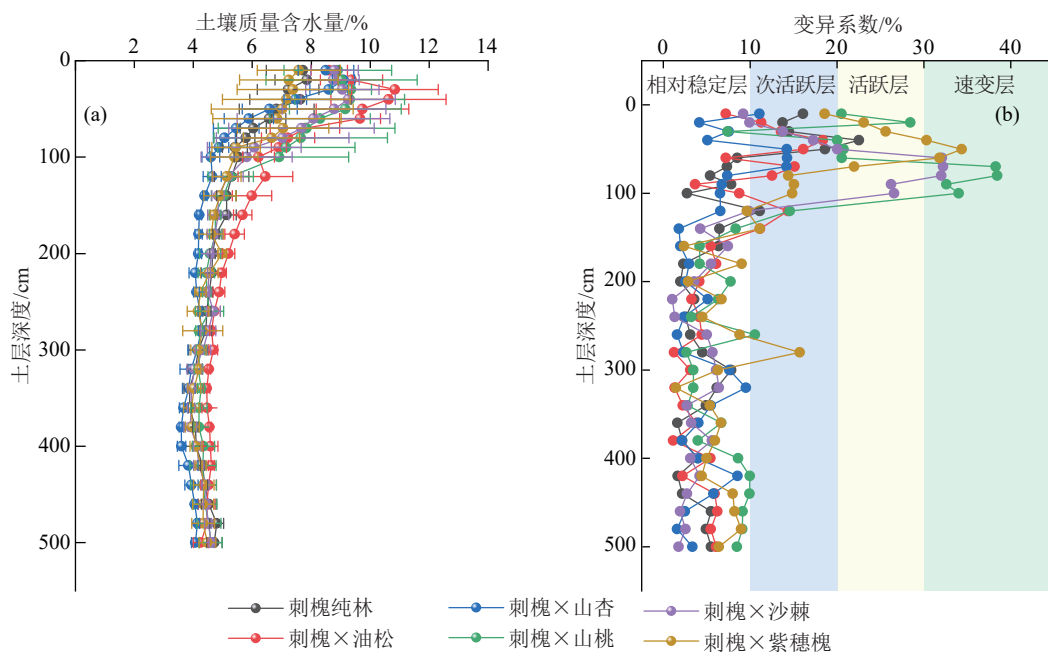 土壤质量含水量/%
2 4 6 8 10 12 14
0
100
200
300
400
500
土层深度/cm
(a)
变异系数/%
0 10 20 30 40
相对稳定层 次活跃层 活跃层 速变层
0
100
200
300
400
500
土层深度/cm
(b)
刺槐纯林 刺槐×山杏 刺槐×沙棘
刺槐×油松 刺槐×山桃 刺槐×紫穗槐